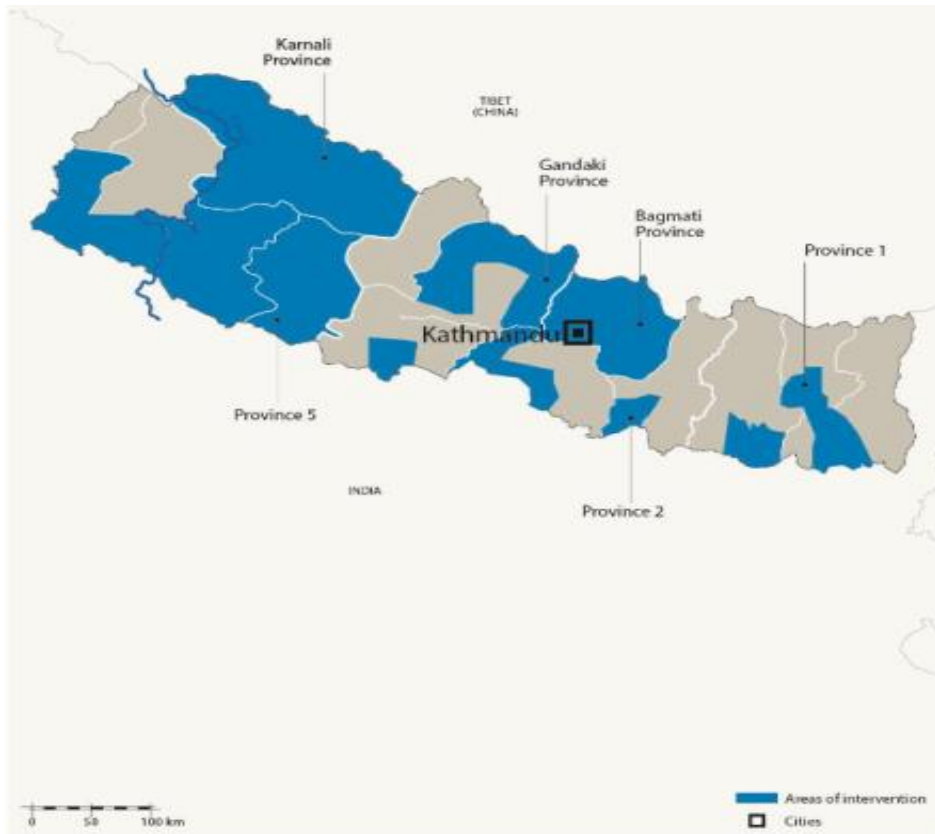 Karnali
Province
TIBET
(CHINA)
Gandaki
Province
Bagmati
Province
Province 1
Kathmandu
Province 5
INDIA
Province 2
0 50 100 km
Areas of intervention
Cities